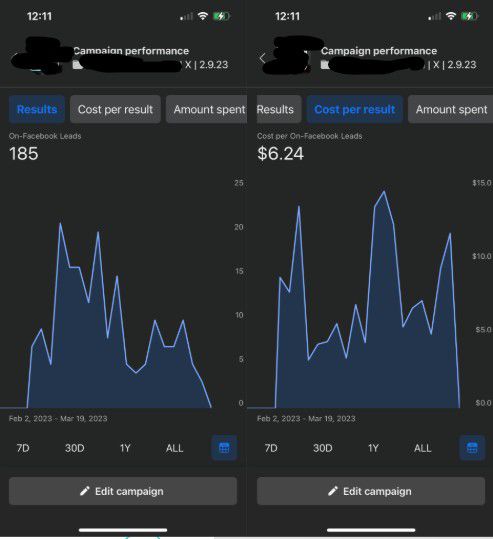 12:11
Campaign performance
| X | 2.9.23
Results
Cost per result
Amount spent
On-Facebook Leads
185
25
20
15
10
5
0
Feb 2, 2023 - Mar 19, 2023
7D
30D
1Y
ALL
Edit campaign
12:11
Campaign performance
| X | 2.9.23
Results
Cost per result
Amount spent
Cost per On-Facebook Leads
$6.24
$15.0
$10.0
$5.0
$0.0
Feb 2, 2023 - Mar 19, 2023
7D
30D
1Y
ALL
Edit campaign